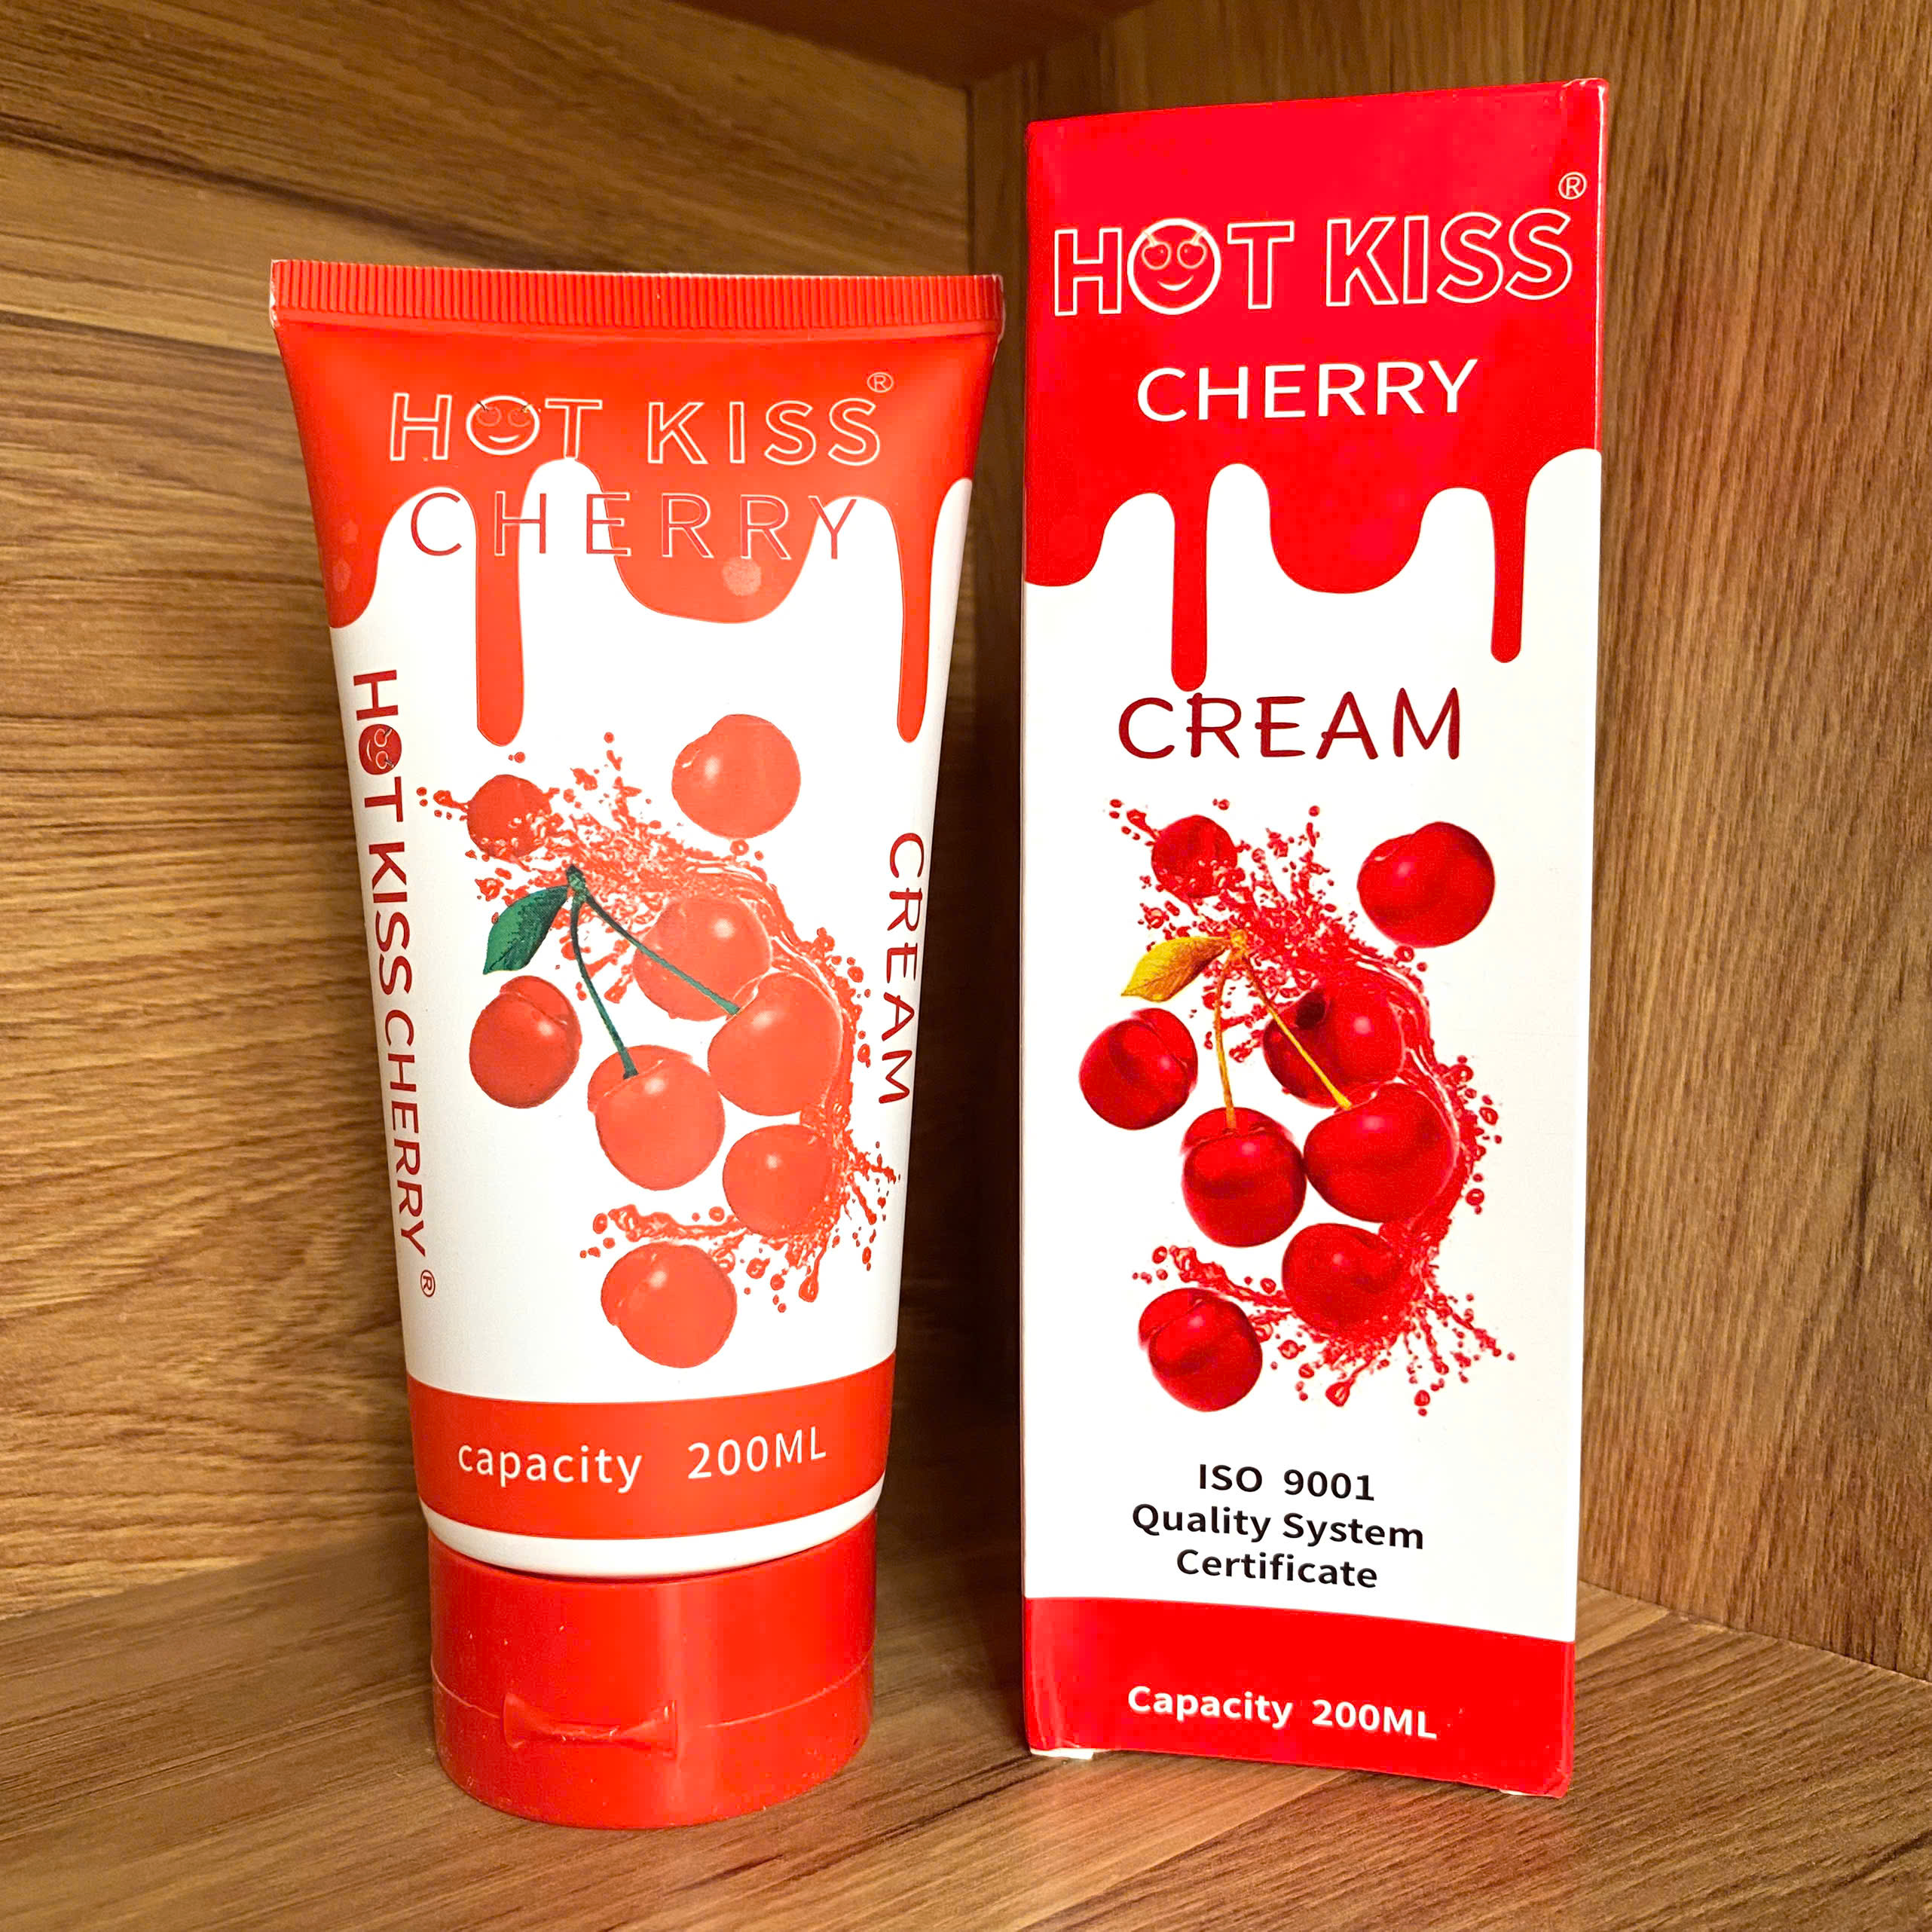 HOT KISS®
CHERRY
HOT KISS CHERRY®
CREAM
capacity 200ML
HOT KISS®
CHERRY
CREAM
ISO 9001
Quality System
Certificate
Capacity 200ML